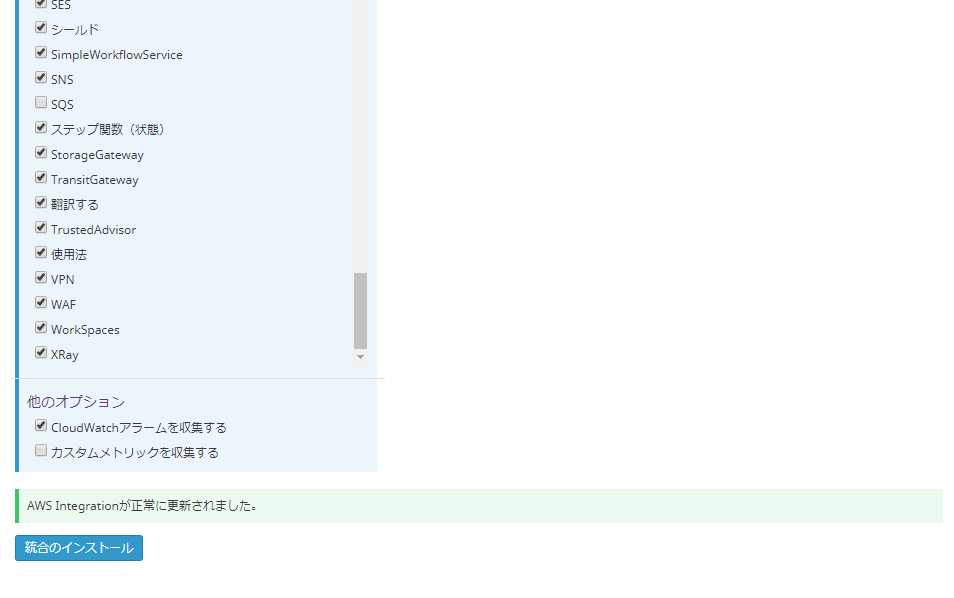 SES
シールド
SimpleWorkflowService
SNS
SQS
ステップ関数（状態）
StorageGateway
TransitGateway
翻訳する
TrustedAdvisor
使用法
VPN
WAF
WorkSpaces
XRay
他のオプション
CloudWatchアラームを収集する
カスタムメトリックを収集する
AWS Integrationが正常に更新されました。
統合のインストール